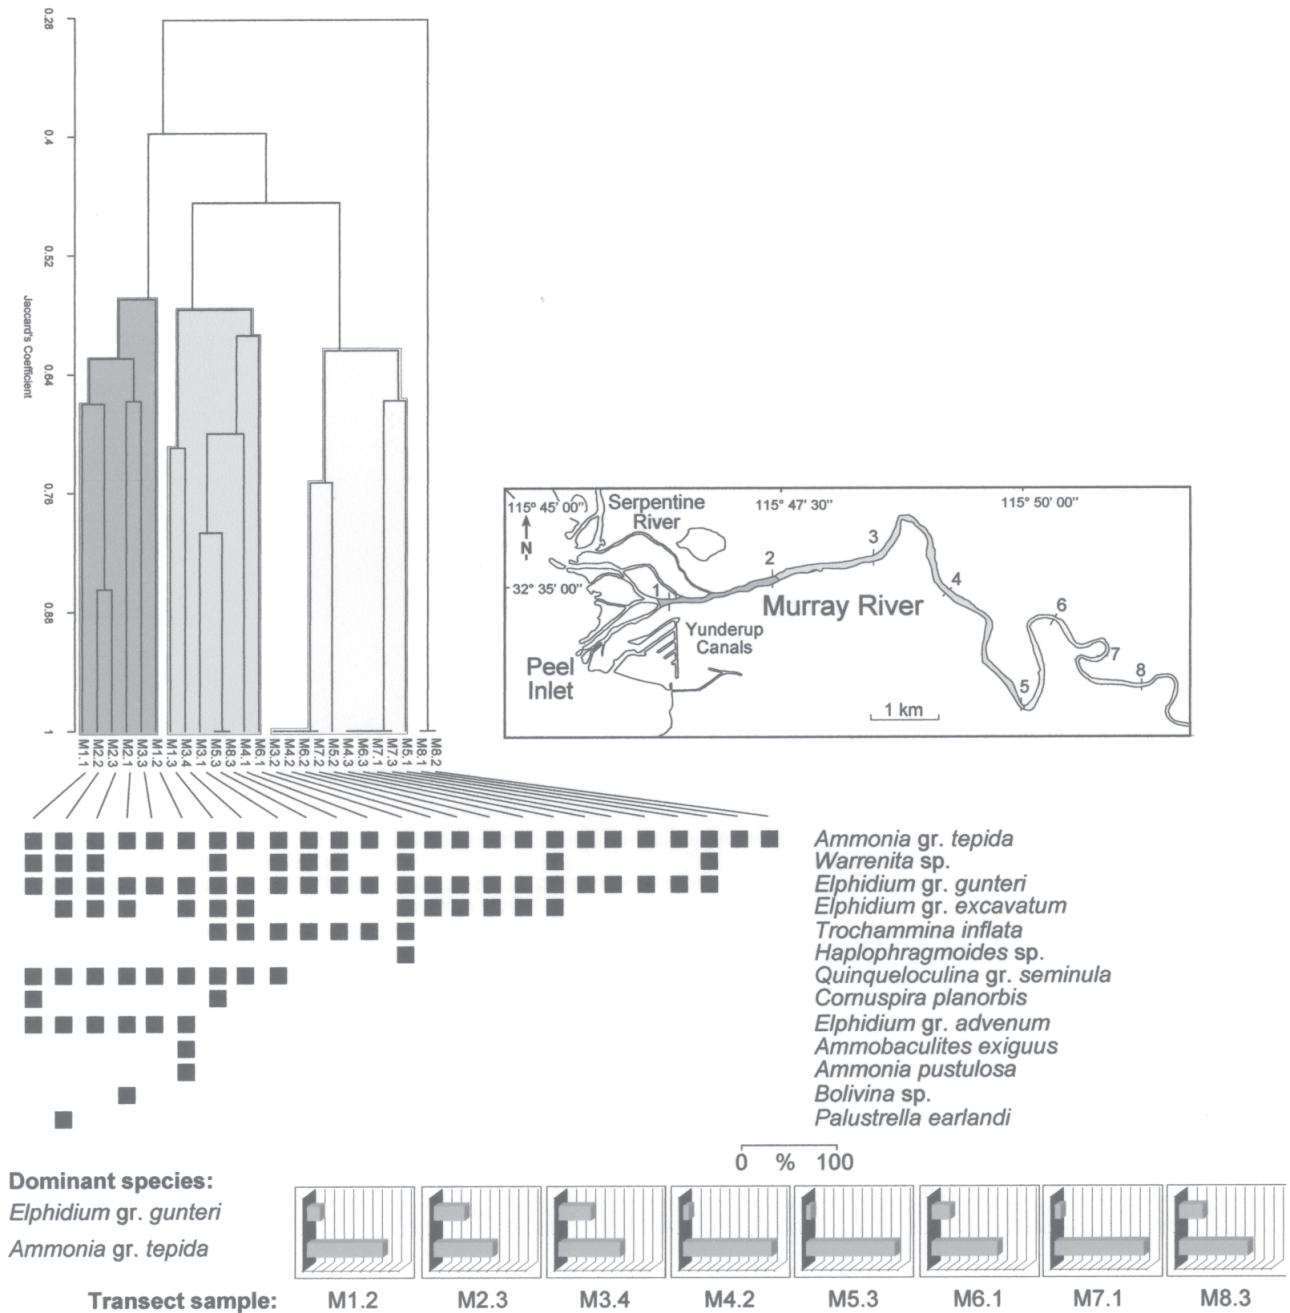 0.28
0.4
0.52
0.64
0.76
0.88
1
Jaccard's Coefficient
M1.1
M2.2
M2.3
M2.1
M3.3
M1.2
M1.3
M3.4
M3.1
M5.3
M8.3
M4.1
M6.1
M3.2
M4.2
M6.2
M7.2
M5.2
M4.3
M6.3
M7.1
M7.3
M5.1
M8.1
M8.2
115° 45' 00"
Serpentine
River
115° 47' 30"
115° 50' 00"
N
32° 35' 00"
1
2
3
4
5
6
7
8
Murray River
Yunderup
Canals
Peel
Inlet
1 km
Ammonia gr. tepida
Warrenita sp.
Elphidium gr. gunteri
Elphidium gr. excavatum
Trochammina inflata
Haplophragmoides sp.
Quinqueloculina gr. seminula
Cornuspira planorbis
Elphidium gr. advenum
Ammobaculites exiguus
Ammonia pustulosa
Bolivina sp.
Palustrella earlandi
0 % 100
Dominant species:
Elphidium gr. gunteri
Ammonia gr. tepida
Transect sample: M1.2 M2.3 M3.4 M4.2 M5.3 M6.1 M7.1 M8.3